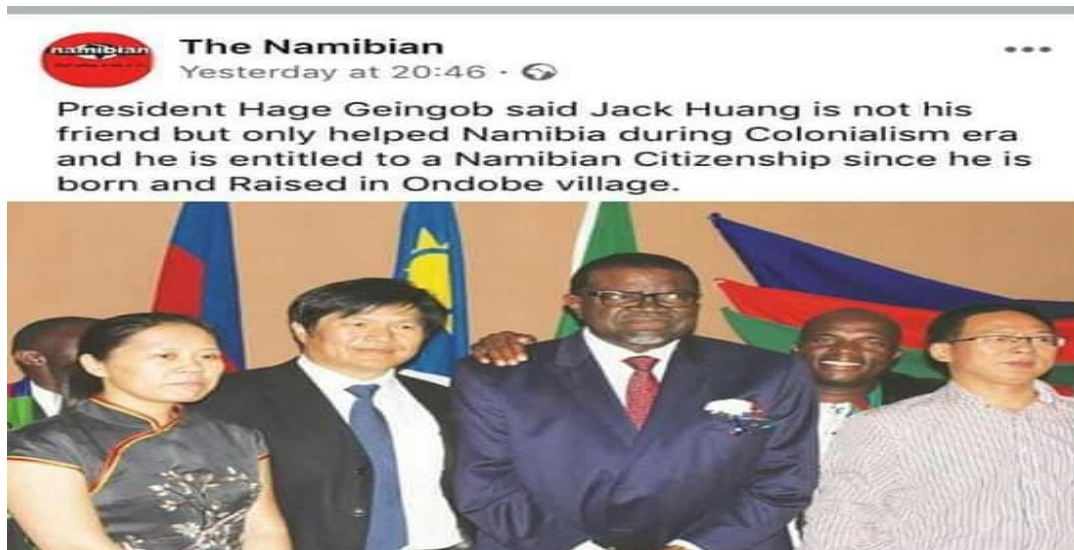 namibian
The Namibian
Yesterday at 20:46 ·
President Hage Geingob said Jack Huang is not his
friend but only helped Namibia during Colonialism era
and he is entitled to a Namibian Citizenship since he is
born and Raised in Ondobe village.